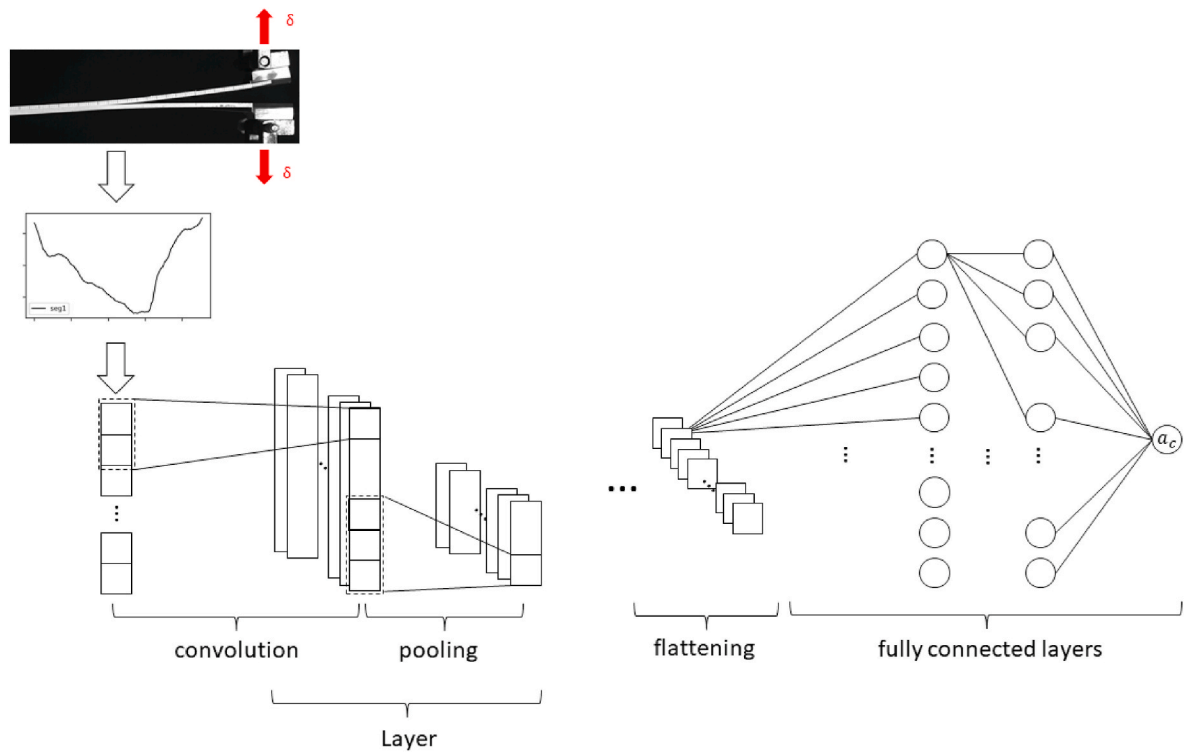 δ
δ
seg1
a_c
convolution
pooling
flattening
fully connected layers
Layer